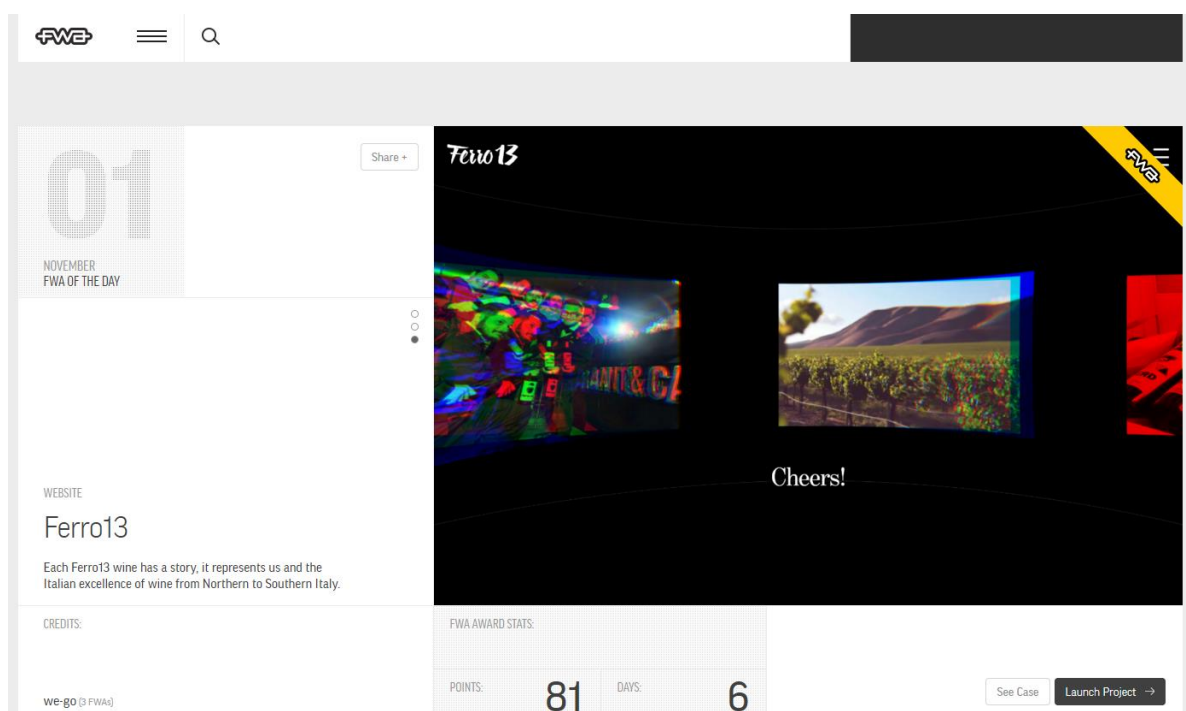 FWA
01
NOVEMBER
FWA OF THE DAY
Share +
WEBSITE
Ferro13
Each Ferro13 wine has a story, it represents us and the
Italian excellence of wine from Northern to Southern Italy.
Ferro13
FWA
Cheers!
CREDITS:
we-go (3 FWAs)
FWA AWARD STATS:
POINTS: 81
DAYS: 6
See Case
Launch Project →